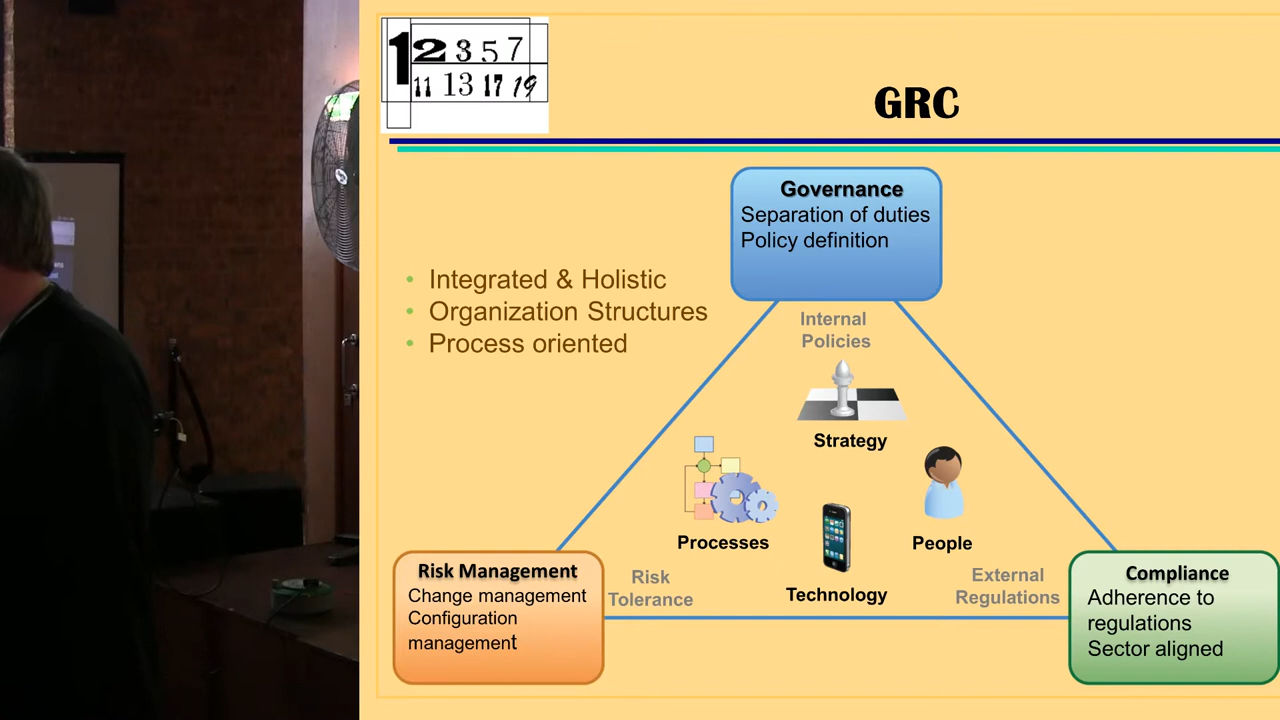 1 2 3 5 7
11 13 17 19
GRC
Governance
Separation of duties
Policy definition
• Integrated & Holistic
• Organization Structures
• Process oriented
Internal
Policies
Strategy
Processes
People
Technology
Risk Management
Change management
Configuration
management
Risk
Tolerance
External
Regulations
Compliance
Adherence to
regulations
Sector aligned